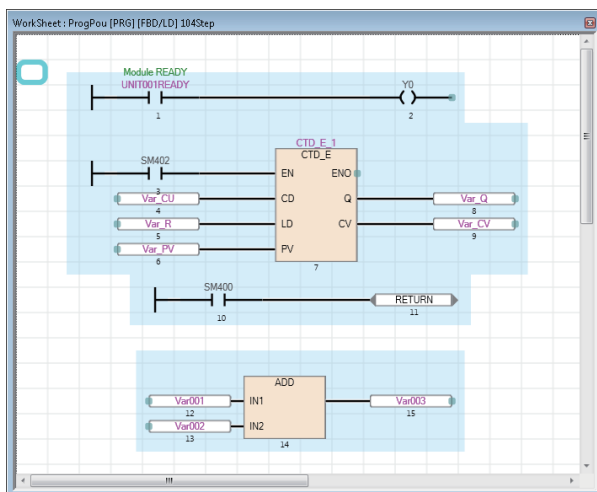 WorkSheet : ProgPou [PRG] [FBD/LD] 104Step
Module READY
UNIT001READY
Y0
1
2
CTD_E_1
CTD_E
SM402
EN ENO
3
Var_CU CD Q Var_Q
4
8
Var_R LD CV Var_CV
5
9
Var_PV PV
6
7
SM400
RETURN
10
11
ADD
Var001 IN1 Var003
12
15
Var002 IN2
13
14